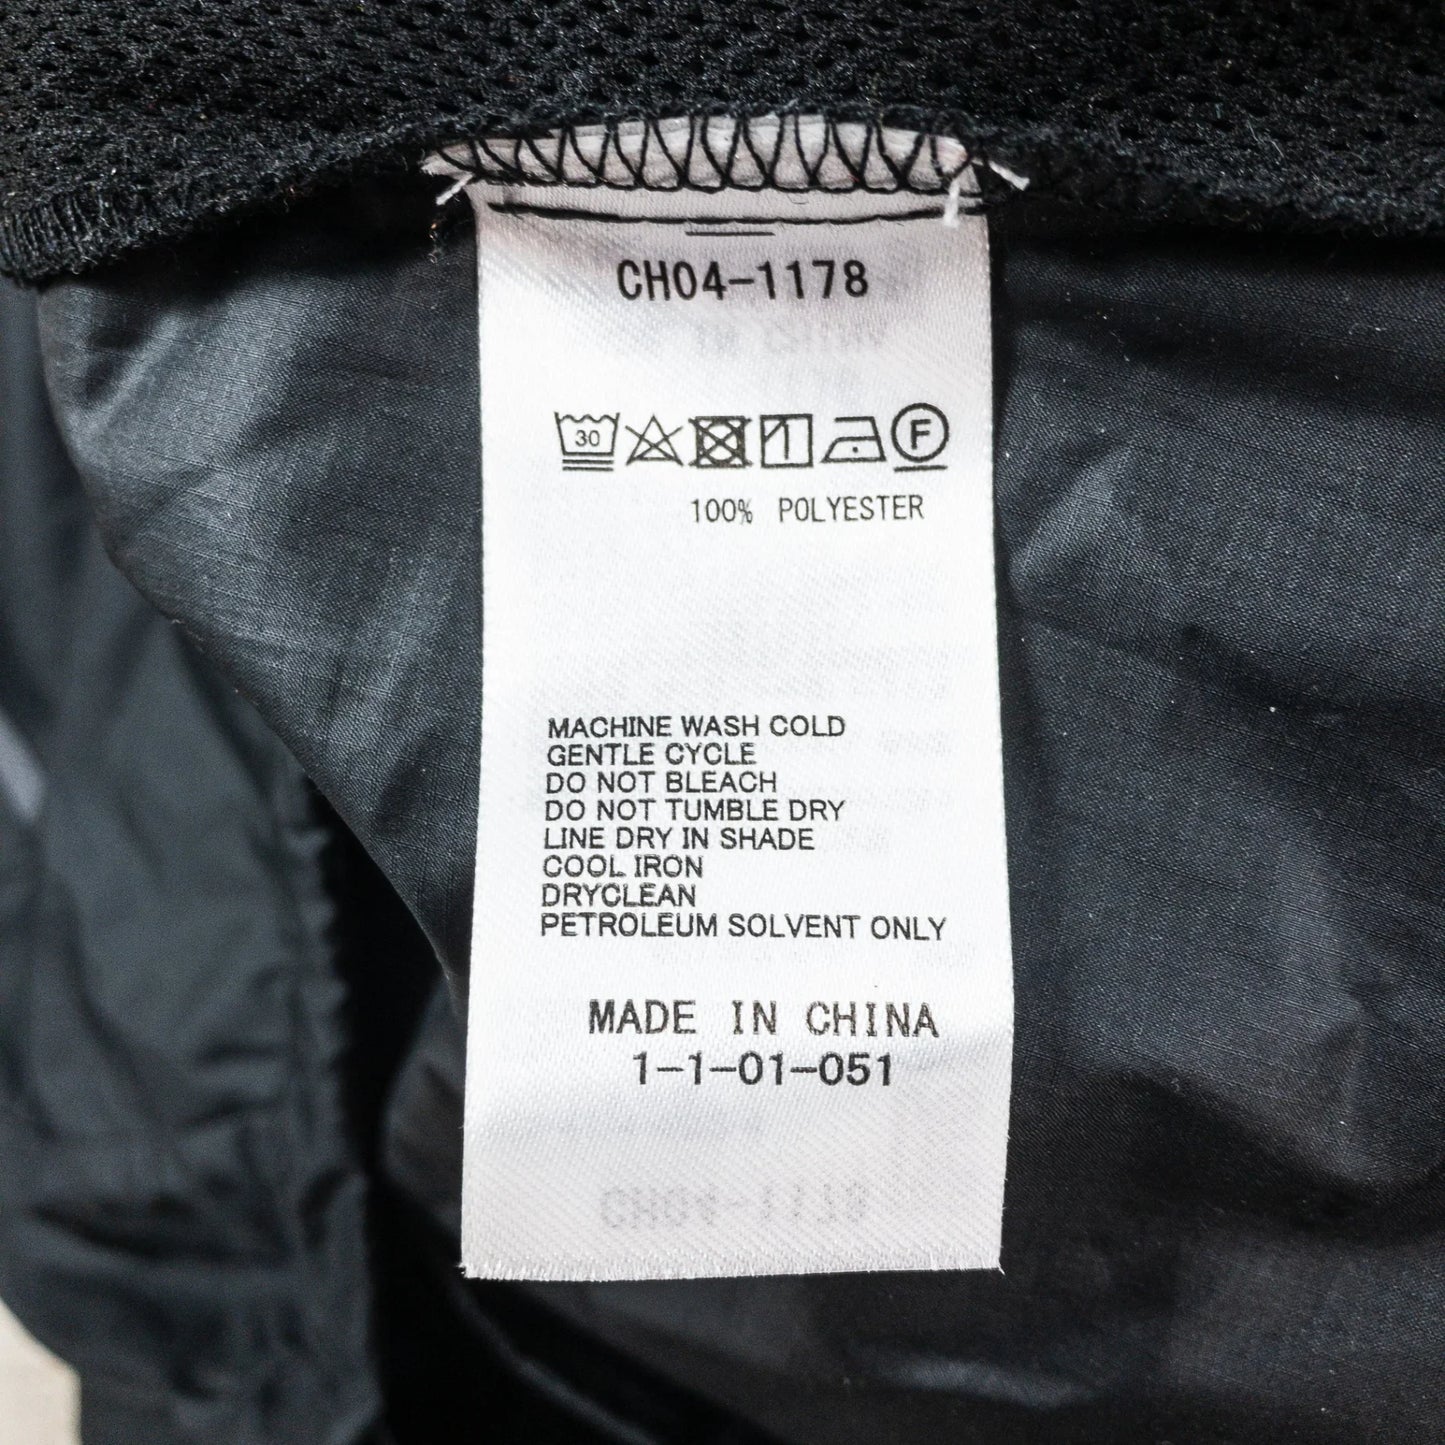 CH04-1178
30 F
100% POLYESTER
MACHINE WASH COLD
GENTLE CYCLE
DO NOT BLEACH
DO NOT TUMBLE DRY
LINE DRY IN SHADE
COOL IRON
DRYCLEAN
PETROLEUM SOLVENT ONLY
MADE IN CHINA
1-1-01-051